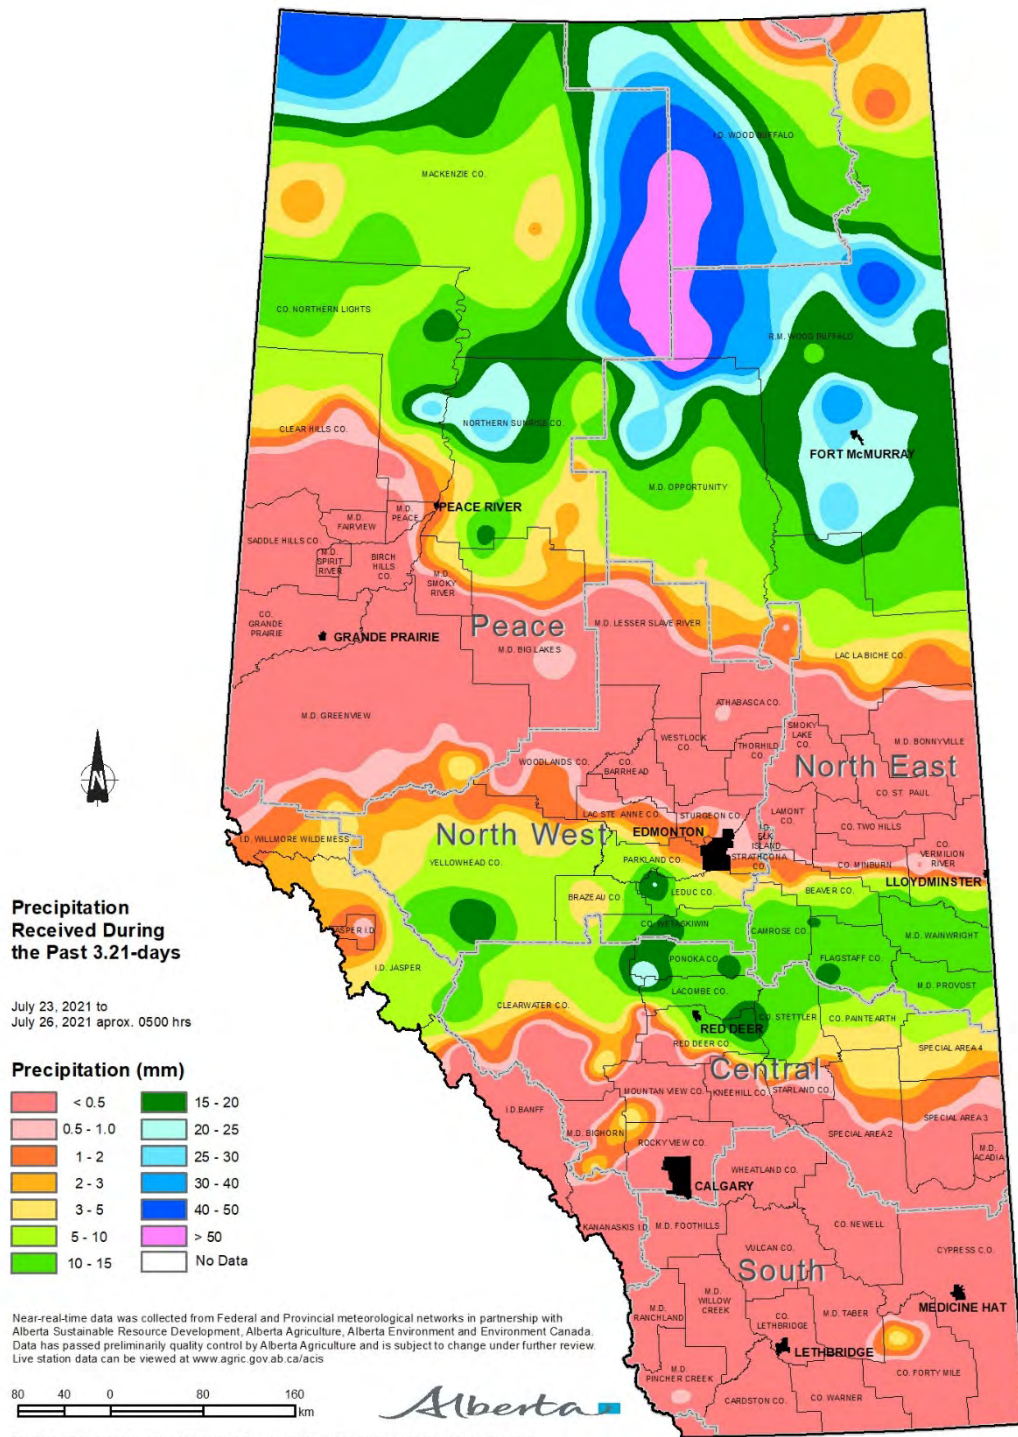 I.D. WOOD BUFFALO
MACKENZIE CO.
CO. NORTHERN LIGHTS
R.M. WOOD BUFFALO
CLEAR HILLS CO.
NORTHERN SUNRISE CO.
FORT McMURRAY
M.D. OPPORTUNITY
PEACE RIVER
M.D.
PEACE
M.D.
FAIRVIEW
SADDLE HILLS CO.
M.D.
SPIRIT
RIVER
BIRCH
HILLS
CO.
M.D.
SMOKY
RIVER
CO.
GRANDE
PRAIRIE
GRANDE PRAIRIE
Peace
M.D. LESSER SLAVE RIVER
M.D. BIG LAKES
LAC LA BICHE CO.
M.D. GREENVIEW
ATHABASCA CO.
WESTLOCK
CO.
THORHILD
CO.
SMOKY
LAKE
CO.
M.D. BONNYVILLE
North East
N
WOODLANDS CO.
CO.
BARRHEAD
CO. ST. PAUL
LAC STE ANNE CO.
STURGEON CO.
LAMONT
CO.
CO. TWO HILLS
I.D. WILLMORE WILDERNESS
North West
EDMONTON
I.D.
ELK
ISLAND
STRATHCONA
CO.
CO. MINBURN
CO.
VERMILION
RIVER
YELLOWHEAD CO.
PARKLAND CO.
LEDUC CO.
BEAVER CO.
LLOYDMINSTER
BRAZEAU CO.
CO. WETASKIWIN
CAMROSE CO.
M.D. WAINWRIGHT
JASPER I.D.
I.D. JASPER
PONOKA CO.
FLAGSTAFF CO.
M.D. PROVOST
CLEARWATER CO.
LACOMBE CO.
RED DEER
CO. STETTLER
CO. PAINTEARTH
RED DEER CO.
SPECIAL AREA 4
Central
MOUNTAN VIEW CO.
KNEEHILL CO.
STARLAND CO.
I.D. BANFF
SPECIAL AREA 3
M.D. BIGHORN
ROCKYVIEW CO.
SPECIAL AREA 2
M.D.
ACADIA
WHEATLAND CO.
CALGARY
KANANASKIS I.D.
M.D. FOOTHILLS
CO. NEWELL
VULCAN CO.
CYPRESS CO.
South
M.D.
WILLOW
CREEK
M.D. TABER
MEDICINE HAT
M.D.
RANCHLAND
CO.
LETHBRIDGE
LETHBRIDGE
M.D.
PINCHER CREEK
CO. FORTY MILE
CARDSTON CO.
CO. WARNER
Precipitation
Received During
the Past 3.21-days
July 23, 2021 to
July 26, 2021 aprox. 0500 hrs
Precipitation (mm)
< 0.5
0.5 - 1.0
1 - 2
2 - 3
3 - 5
5 - 10
10 - 15
15 - 20
20 - 25
25 - 30
30 - 40
40 - 50
> 50
No Data
Near-real-time data was collected from Federal and Provincial meteorological networks in partnership with
Alberta Sustainable Resource Development, Alberta Agriculture, Alberta Environment and Environment Canada.
Data has passed preliminarily quality control by Alberta Agriculture and is subject to change under further review.
Live station data can be viewed at www.agric.gov.ab.ca/acis
80 40 0 80 160
km
Alberta